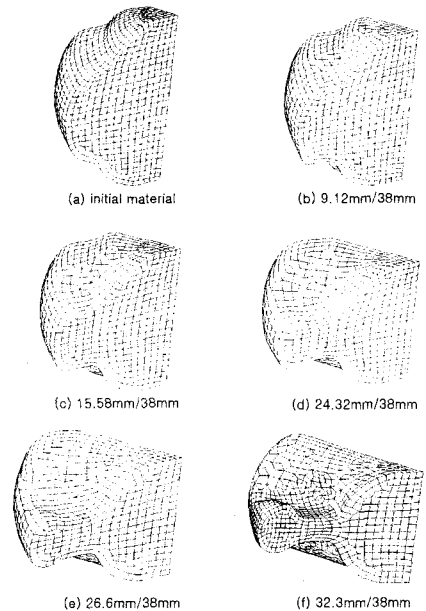 (a) initial material
(b) 9.12mm/38mm
(c) 15.58mm/38mm
(d) 24.32mm/38mm
(e) 26.6mm/38mm
(f) 32.3mm/38mm